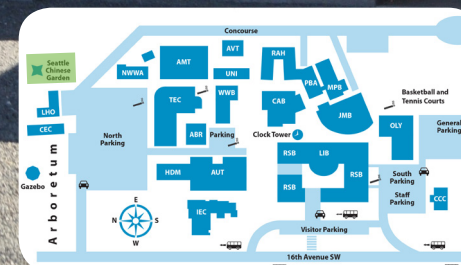 Concourse
Seattle
Chinese
Garden
AVT
RAH
AMT
NWWA
UNI
PBA
MPB
LHO
TEC
WWB
CAB
JMB
Basketball and
Tennis Courts
CEC
North
Parking
ABR
Parking
Clock Tower
OLY
General
Parking
RSB
LIB
Arboretum
Gazebo
HDM
AUT
RSB
RSB
South
Parking
Staff
Parking
CCC
IEC
E
N
S
W
Visitor Parking
16th Avenue SW